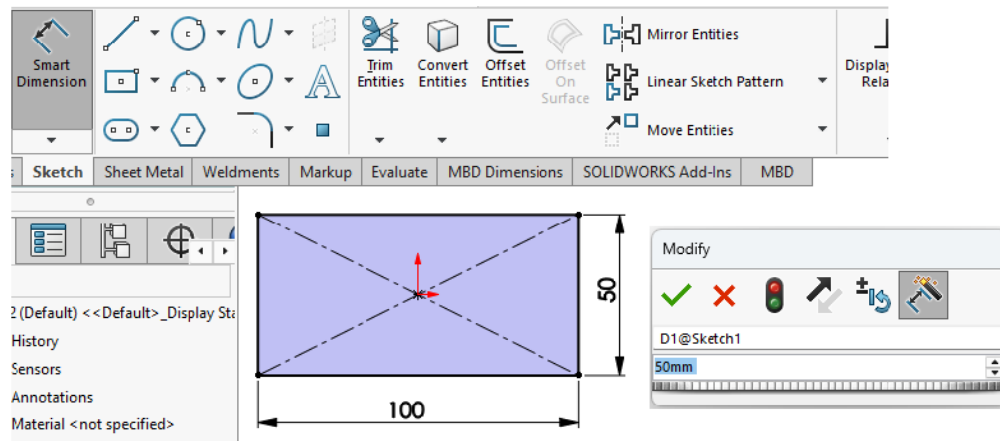 Smart
Dimension
Trim
Entities
Convert
Entities
Offset
Entities
Offset
On
Surface
Mirror Entities
Linear Sketch Pattern
Move Entities
Display
Rela
Sketch
Sheet Metal
Weldments
Markup
Evaluate
MBD Dimensions
SOLIDWORKS Add-Ins
MBD
2 (Default) <<Default>_Display Sta
History
Sensors
Annotations
Material <not specified>
50
100
Modify
D1@Sketch1
50mm